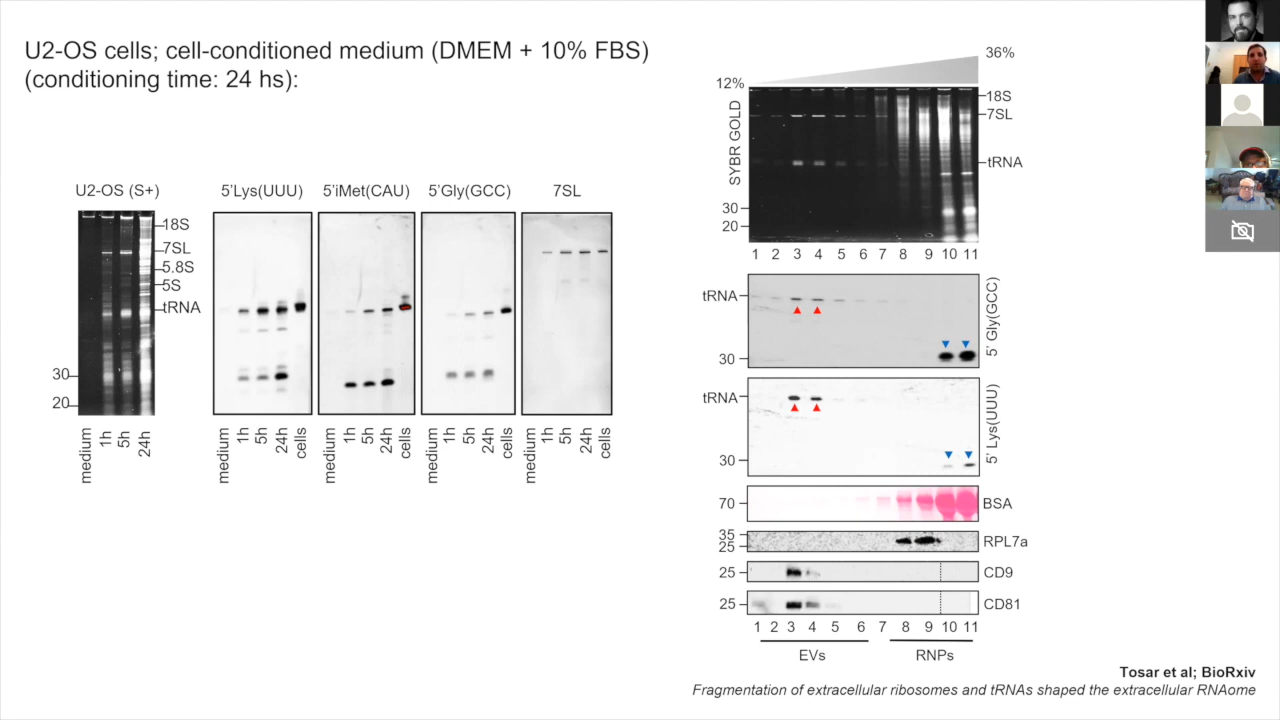 U2-OS cells; cell-conditioned medium (DMEM + 10% FBS)
(conditioning time: 24 hs):
U2-OS (S+)
18S
7SL
5.8S
5S
tRNA
30
20
medium
1h
5h
24h
5'Lys(UUU)
5'iMet(CAU)
5'Gly(GCC)
7SL
medium
1h
5h
24h
cells
medium
1h
5h
24h
cells
medium
1h
5h
24h
cells
medium
1h
5h
24h
cells
12%
36%
SYBR GOLD
18S
7SL
tRNA
30
20
1 2 3 4 5 6 7 8 9 10 11
tRNA
30
5' Gly(GCC)
tRNA
30
5' Lys(UUU)
70
BSA
35
25
RPL7a
25
CD9
25
CD81
1 2 3 4 5 6 7 8 9 10 11
EVs
RNPs
Tosar et al; BioRxiv
Fragmentation of extracellular ribosomes and tRNAs shaped the extracellular RNAome